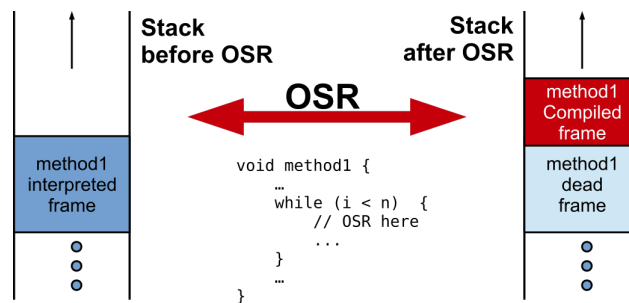 Stack
before OSR
Stack
after OSR
OSR
method1
interpreted
frame
void method1 {
    …
    while (i < n)  {
        // OSR here
        ...
    }
    …
}
method1
Compiled
frame
method1
dead
frame